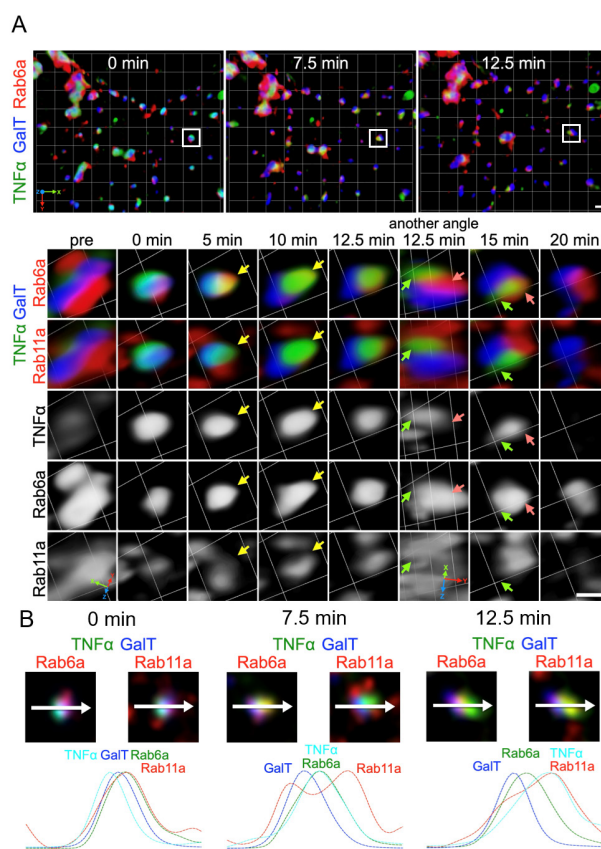 A
TNFα GalT Rab6a
0 min 7.5 min 12.5 min
Z X Y
another angle
pre 0 min 5 min 10 min 12.5 min 12.5 min 15 min 20 min
TNFα GalT
Rab6a
Rab11a
TNFα
Rab6a
Rab11a
X
Y
Z
B
0 min 7.5 min 12.5 min
TNFα GalT TNFα GalT TNFα GalT
Rab6a Rab11a Rab6a Rab11a Rab6a Rab11a
TNFα GalT Rab6a Rab11a
GalT TNFα Rab6a Rab11a
GalT Rab6a TNFα Rab11a